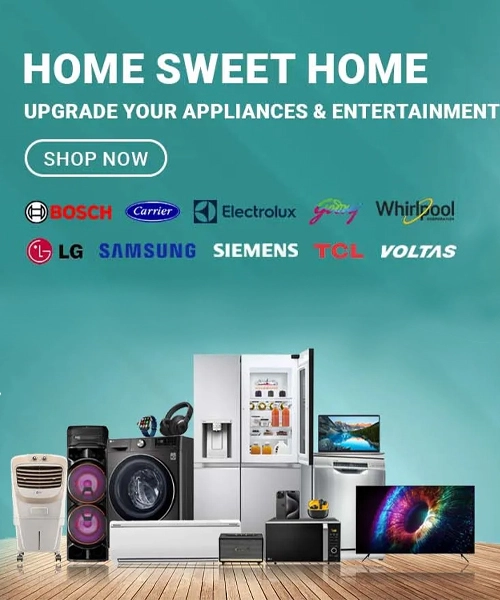 HOME SWEET HOME
UPGRADE YOUR APPLIANCES & ENTERTAINMENT
SHOP NOW
BOSCH Carrier Electrolux Godrej Whirlpool
CORPORATION
LG SAMSUNG SIEMENS TCL VOLTAS